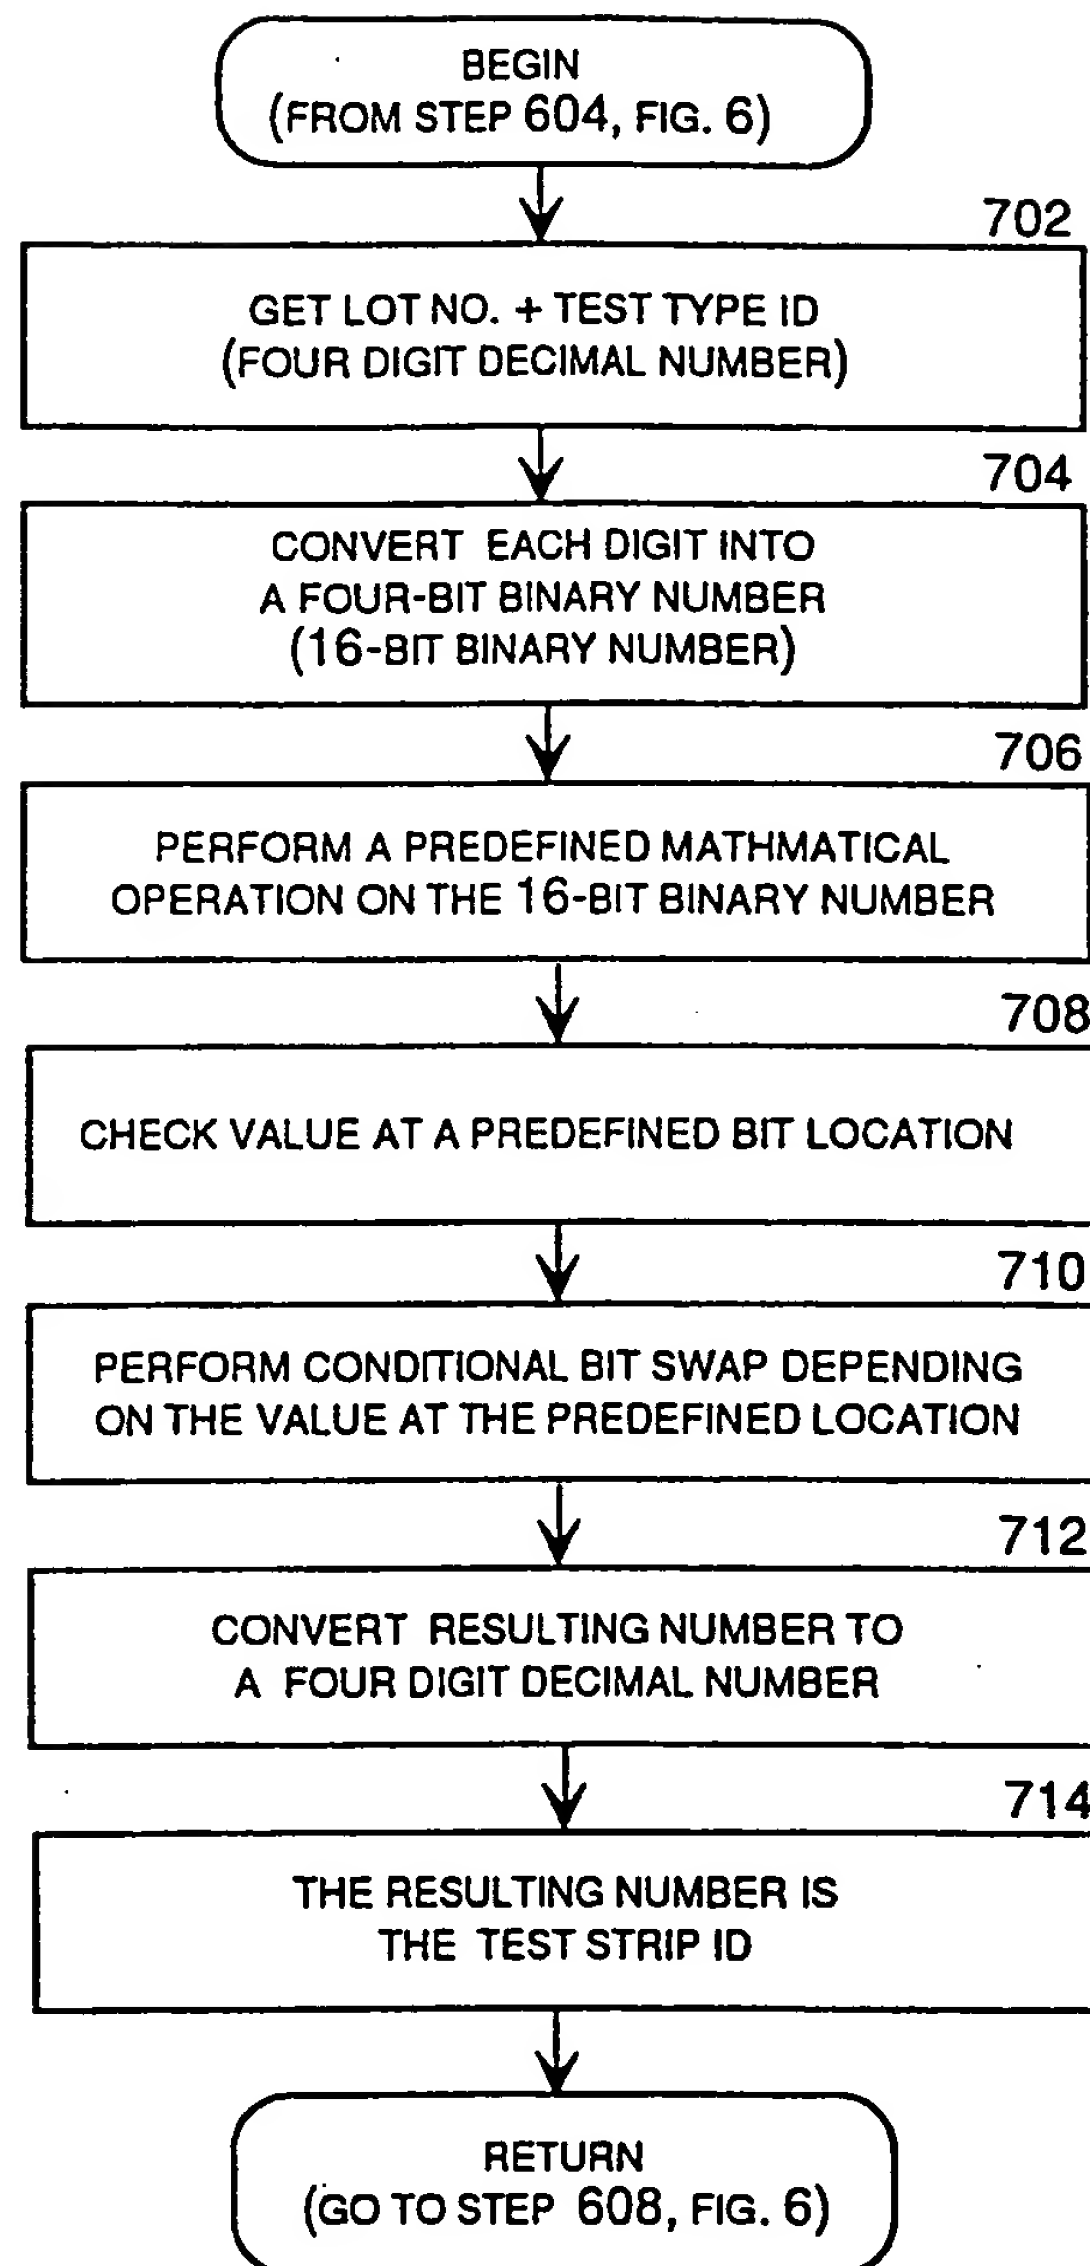 BEGIN
(FROM STEP 604, FIG. 6)
702
GET LOT NO. + TEST TYPE ID
(FOUR DIGIT DECIMAL NUMBER)
704
CONVERT EACH DIGIT INTO
A FOUR-BIT BINARY NUMBER
(16-BIT BINARY NUMBER)
706
PERFORM A PREDEFINED MATHMATICAL
OPERATION ON THE 16-BIT BINARY NUMBER
708
CHECK VALUE AT A PREDEFINED BIT LOCATION
710
PERFORM CONDITIONAL BIT SWAP DEPENDING
ON THE VALUE AT THE PREDEFINED LOCATION
712
CONVERT RESULTING NUMBER TO
A FOUR DIGIT DECIMAL NUMBER
714
THE RESULTING NUMBER IS
THE TEST STRIP ID
RETURN
(GO TO STEP 608, FIG. 6)